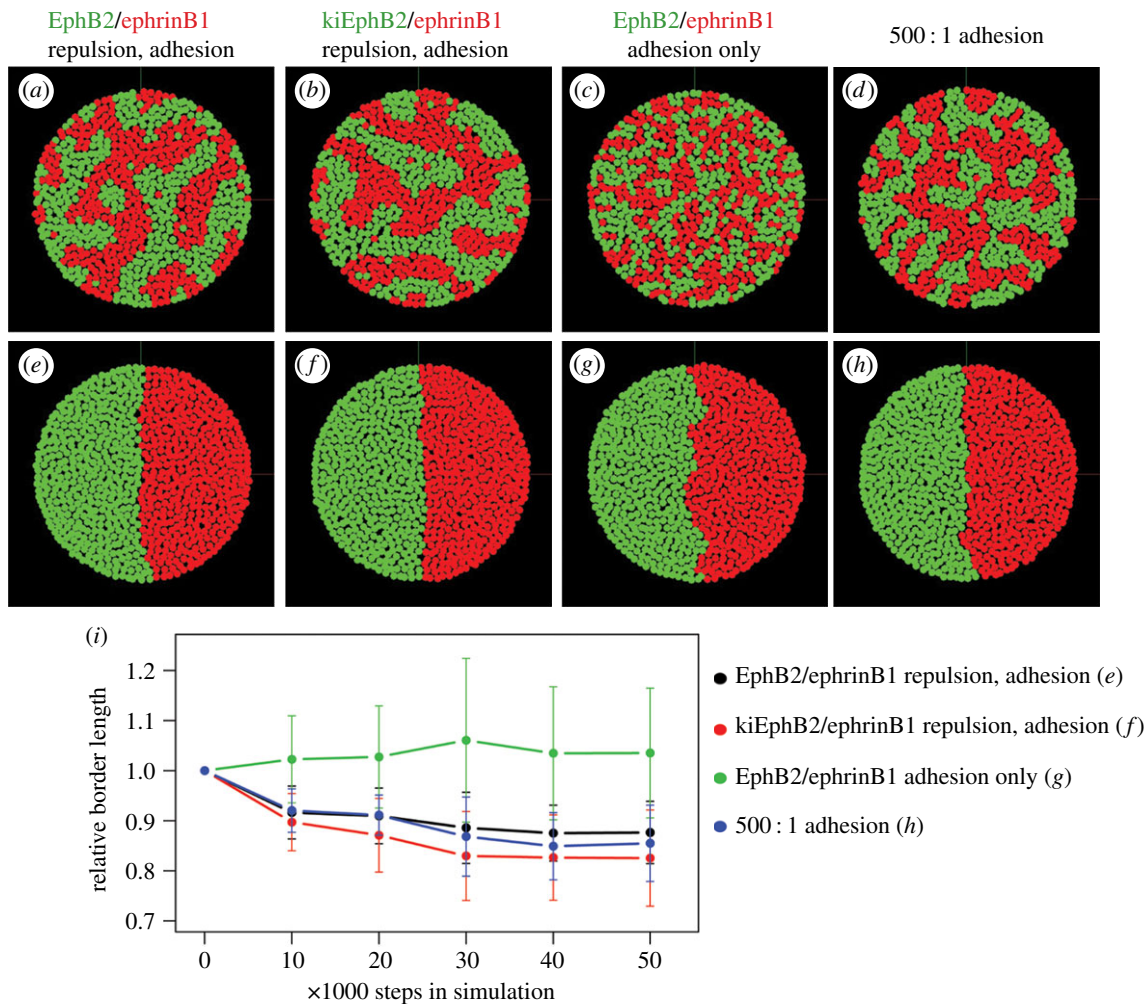 EphB2/ephrinB1
repulsion, adhesion
kiEphB2/ephrinB1
repulsion, adhesion
EphB2/ephrinB1
adhesion only
500 : 1 adhesion
(a)
(b)
(c)
(d)
(e)
(f)
(g)
(h)
(i)
relative border length
1.2
1.1
1.0
0.9
0.8
0.7
0
10
20
30
40
50
×1000 steps in simulation
EphB2/ephrinB1 repulsion, adhesion (e)
kiEphB2/ephrinB1 repulsion, adhesion (f)
EphB2/ephrinB1 adhesion only (g)
500 : 1 adhesion (h)